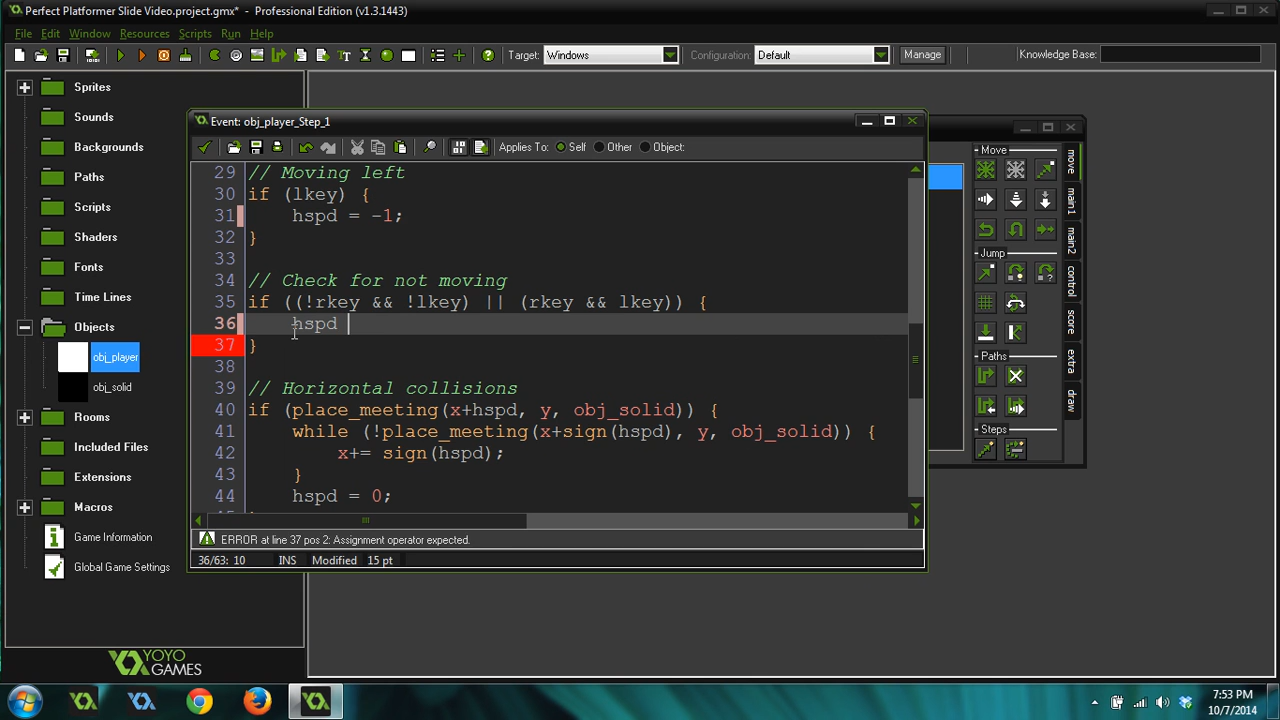 Perfect Platformer Slide Video.project.gmx* - Professional Edition (v1.3.1443)
File Edit Window Resources Scripts Run Help
Target: Windows Configuration: Default Manage Knowledge Base:
Sprites
Sounds
Backgrounds
Paths
Scripts
Shaders
Fonts
Time Lines
Objects
obj_player
obj_solid
Rooms
Included Files
Extensions
Macros
Game Information
Global Game Settings
YOYO
GAMES
Event: obj_player_Step_1
Applies To: Self Other Object:
29 // Moving left
30 if (lkey) {
31 hspd = -1;
32 }
33
34 // Check for not moving
35 if ((!rkey && !lkey) || (rkey && lkey)) {
36 hspd
37 }
38
39 // Horizontal collisions
40 if (place_meeting(x+hspd, y, obj_solid)) {
41 while (!place_meeting(x+sign(hspd), y, obj_solid)) {
42 x+= sign(hspd);
43 }
44 hspd = 0;
ERROR at line 37 pos 2: Assignment operator expected.
36/63: 10 INS Modified 15 pt
Move
Jump
Paths
Steps
move
main1
main2
control
score
extra
draw
7:53 PM
10/7/2014